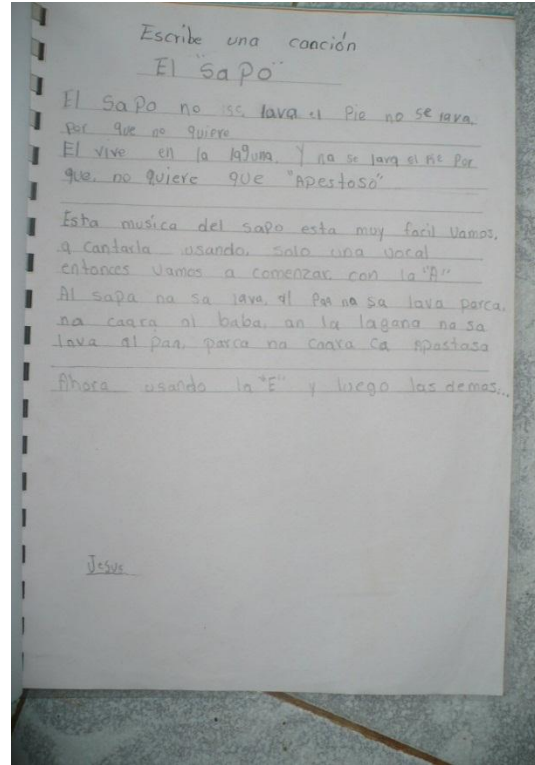 Escribe una canción
El "Sapo"
El Sapo no se lava el Pie no se lava
Por que no quiere
El vive en la laguna, Y no se lava el Pie Por
que, no quiere que "APestoso"
Esta musica del sapo esta muy facil vamos,
a cantarla usando, solo una vocal
entonces vamos a comenzar con la "A"
Al sapa na sa lava, al Paa na sa lava parca,
na caara al baba, an la lagana na sa
lava al paa, parca na caara ca apastasa
Ahora usando la "E" y luego las demas...
Jesus